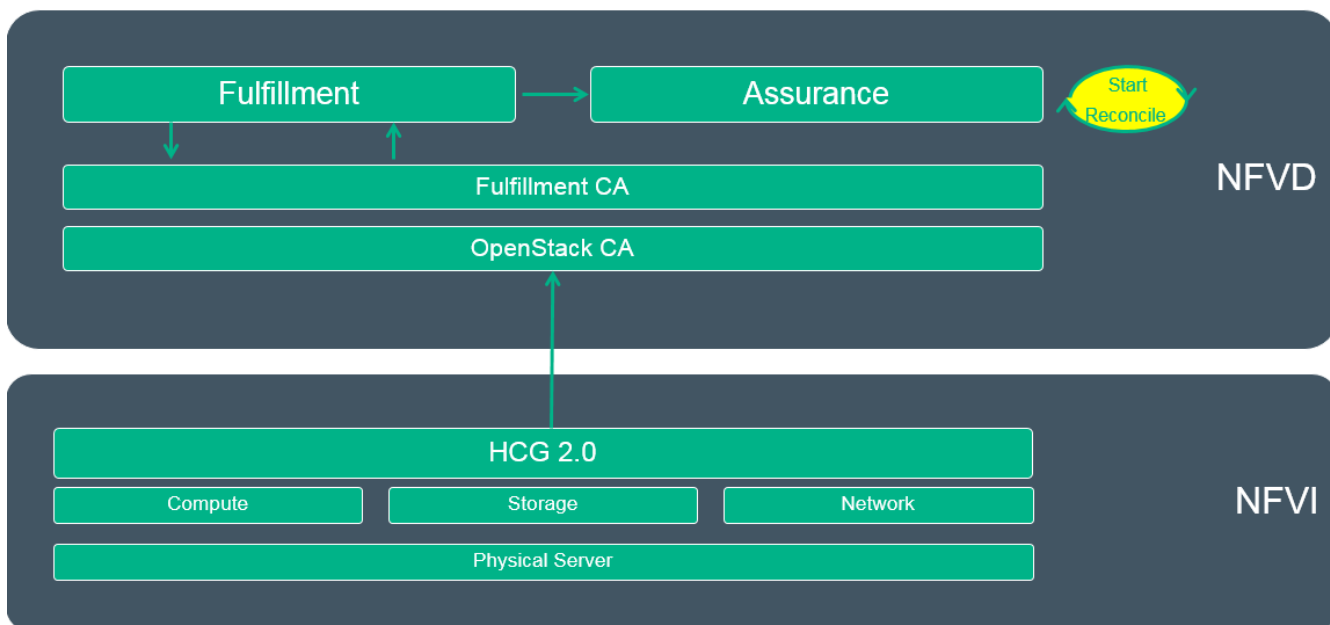 Fulfillment
Assurance
Start
Reconcile
NFVD
Fulfillment CA
OpenStack CA
HCG 2.0
Compute
Storage
Network
NFVI
Physical Server